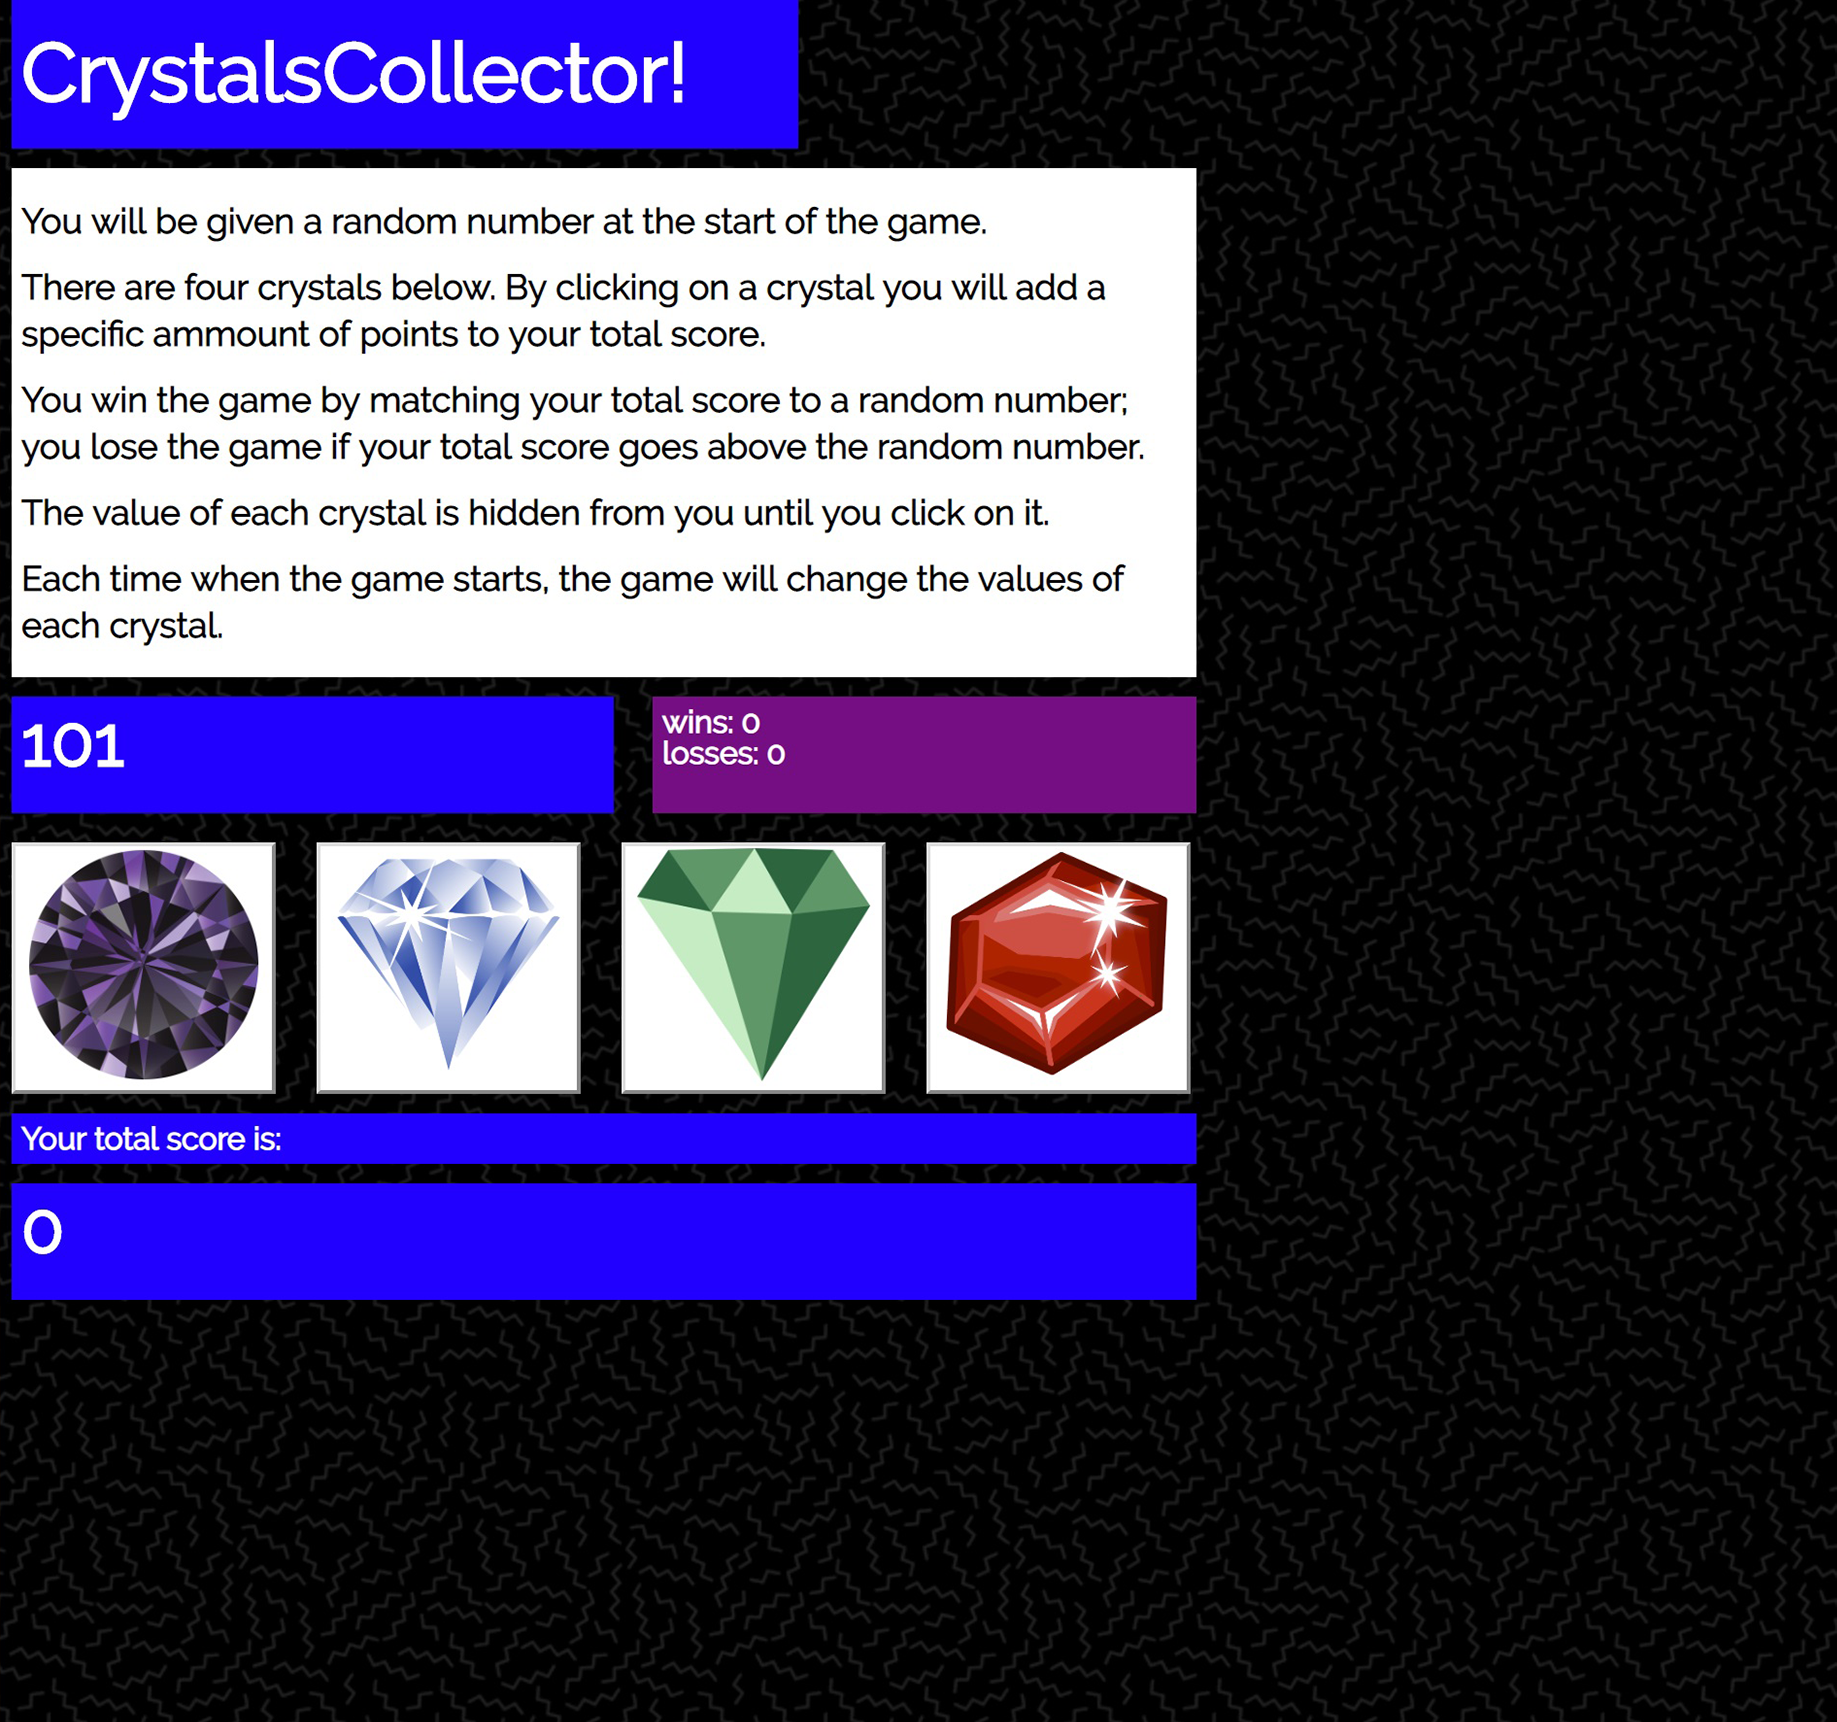 CrystalsCollector!
You will be given a random number at the start of the game.
There are four crystals below. By clicking on a crystal you will add a
specific ammount of points to your total score.
You win the game by matching your total score to a random number;
you lose the game if your total score goes above the random number.
The value of each crystal is hidden from you until you click on it.
Each time when the game starts, the game will change the values of
each crystal.
101
wins: 0
losses: 0
Your total score is:
0